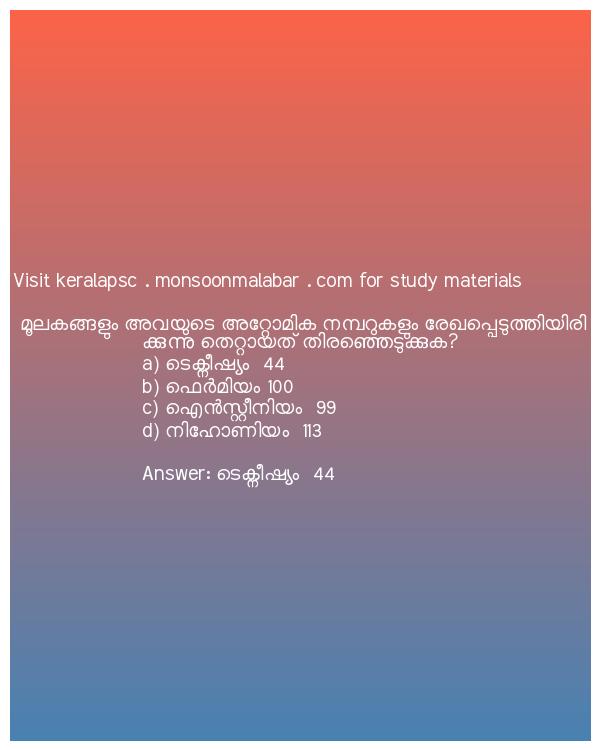 Visit keralapsc . monsoonmalabar . com for study materials
മൂലകങ്ങളും അവയുടെ അറ്റോമിക നമ്പറുകളും രേഖപ്പെടുത്തിയിരി
ക്കുന്നു തെറ്റായത് തിരഞ്ഞെടുക്കുക?
a) ടെക്നീഷ്യം 44
b) ഫെർമിയം 100
c) ഐൻസ്റ്റീനിയം 99
d) നിഹോണിയം 113
Answer: ടെക്നീഷ്യം 44